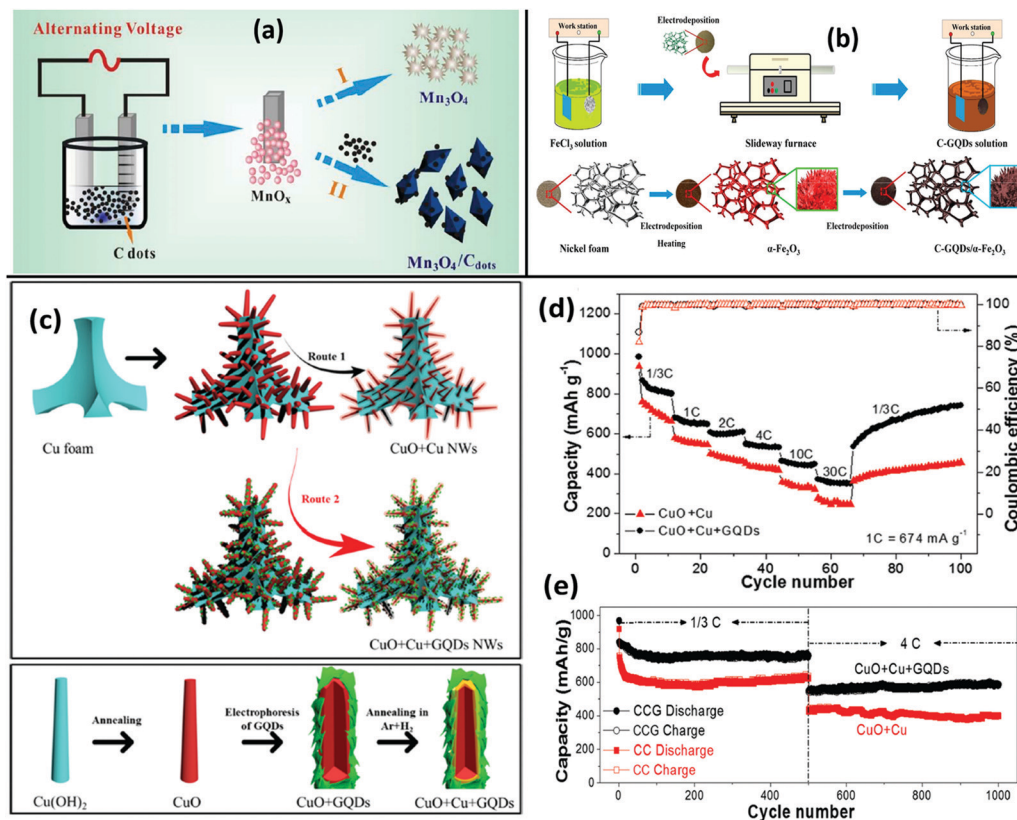 (a)
Alternating Voltage
C dots
MnOx
I
II
Mn3O4
Mn3O4/Cdots
(b)
Work station
Electrodeposition
Work station
FeCl3 solution
Slideway furnace
C-GQDs solution
Nickel foam
Electrodeposition
Heating
α-Fe2O3
Electrodeposition
C-GQDs/α-Fe2O3
(c)
Cu foam
Route 1
CuO+Cu NWs
Route 2
CuO+Cu+GQDs NWs
Annealing
Electrophoresis
of GQDs
Annealing in
Ar+H2
Cu(OH)2
CuO
CuO+GQDs
CuO+Cu+GQDs
(d)
Capacity (mAh g-1)
1200
1000
800
600
400
200
0
1/3C
1C
2C
4C
10C
30C
1/3C
CuO +Cu
CuO+Cu+GQDs
1C = 674 mA g-1
0
20
40
60
80
100
Cycle number
100
80
60
40
20
0
Coulombic efficiency (%)
(e)
Capacity (mAh/g)
1000
800
600
400
200
0
1/3 C
4 C
CuO+Cu+GQDs
CuO+Cu
CCG Discharge
CCG Charge
CC Discharge
CC Charge
0
200
400
600
800
1000
Cycle number